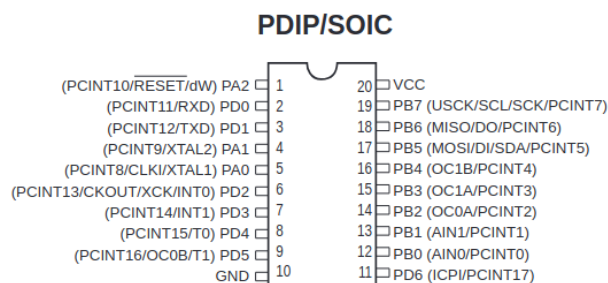 PDIP/SOIC
(PCINT10/RESET/dW) PA2 1 20 VCC
(PCINT11/RXD) PD0 2 19 PB7 (USCK/SCL/SCK/PCINT7)
(PCINT12/TXD) PD1 3 18 PB6 (MISO/DO/PCINT6)
(PCINT9/XTAL2) PA1 4 17 PB5 (MOSI/DI/SDA/PCINT5)
(PCINT8/CLKI/XTAL1) PA0 5 16 PB4 (OC1B/PCINT4)
(PCINT13/CKOUT/XCK/INT0) PD2 6 15 PB3 (OC1A/PCINT3)
(PCINT14/INT1) PD3 7 14 PB2 (OC0A/PCINT2)
(PCINT15/T0) PD4 8 13 PB1 (AIN1/PCINT1)
(PCINT16/OC0B/T1) PD5 9 12 PB0 (AIN0/PCINT0)
GND 10 11 PD6 (ICPI/PCINT17)